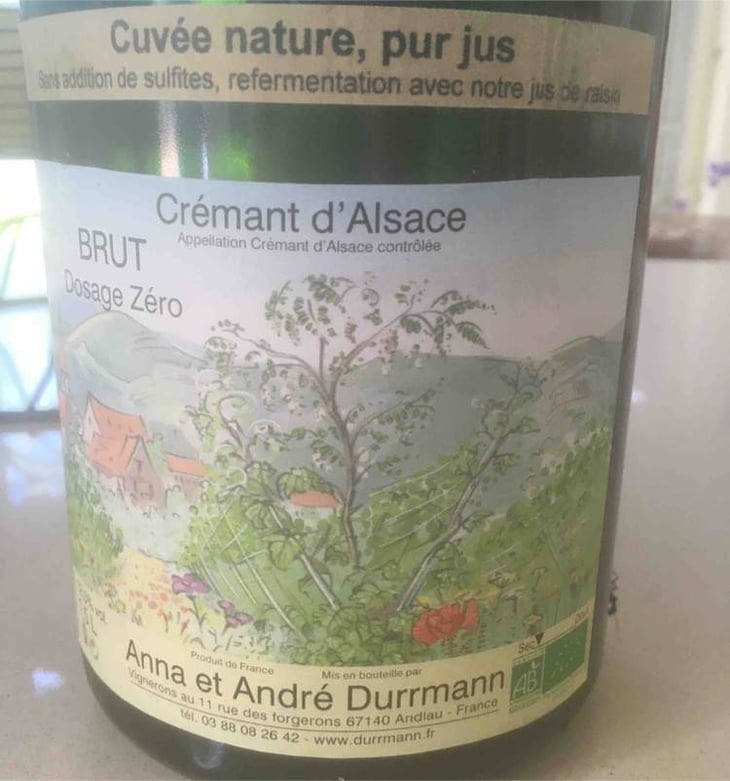 Cuvée nature, pur jus
Sans addition de sulfites, refermentation avec notre jus de raisin
Crémant d'Alsace
Appellation Crémant d'Alsace contrôlée
BRUT
Dosage Zéro
Produit de France
Mis en bouteille par
Anna et André Durrmann
Vignerons au 11 rue des forgerons 67140 Andlau - France
tél. 03 88 08 26 42 - www.durrmann.fr
vol.
L
Sec
AB